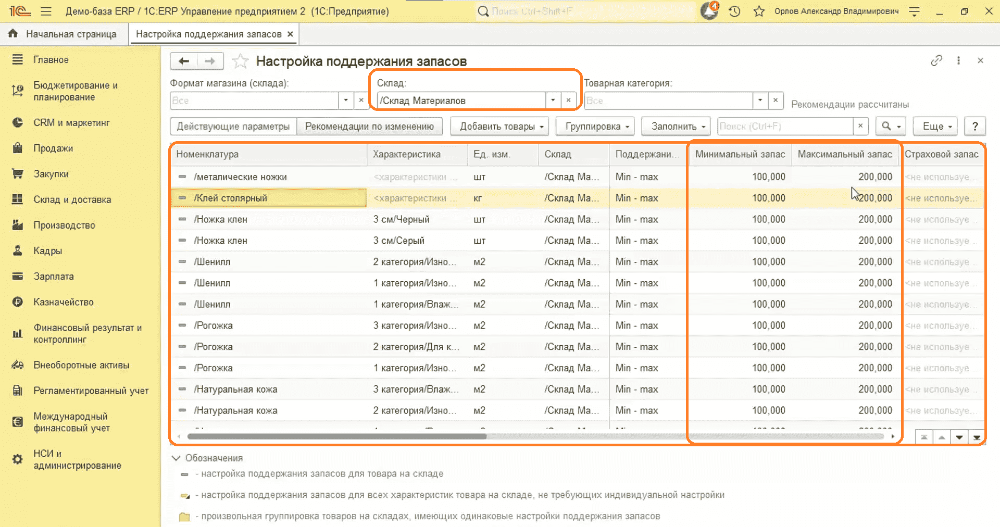 1С Демо-база ERP / 1С:ERP Управление предприятием 2 (1С:Предприятие) Поиск Ctrl+Shift+F 4 Орлов Александр Владимирович
Начальная страница Настройка поддержания запасов
Главное
Бюджетирование и
планирование
CRM и маркетинг
Продажи
Закупки
Склад и доставка
Производство
Кадры
Зарплата
Казначейство
Финансовый результат и
контроллинг
Внеоборотные активы
Регламентированный учет
Международный
финансовый учет
НСИ и
администрирование
Настройка поддержания запасов
Формат магазина (склада): Склад: Товарная категория:
Все /Склад Материалов Все Рекомендации рассчитаны
Действующие параметры Рекомендации по изменению Добавить товары Группировка Заполнить Поиск (Ctrl+F) Еще ?
Номенклатура Характеристика Ед. изм. Склад Поддержани... Минимальный запас Максимальный запас Страховой запас
/металические ножки <характеристики ... шт /Склад Ма... Min - max 100,000 200,000 <не используе...
/Клей столярный <характеристики ... кг /Склад Ма... Min - max 100,000 200,000 <не используе...
/Ножка клен 3 см/Черный шт /Склад Ма... Min - max 100,000 200,000 <не используе...
/Ножка клен 3 см/Серый шт /Склад Ма... Min - max 100,000 200,000 <не используе...
/Шенилл 2 категория/Изно... м2 /Склад Ма... Min - max 100,000 200,000 <не используе...
/Шенилл 1 категория/Изно... м2 /Склад Ма... Min - max 100,000 200,000 <не используе...
/Шенилл 1 категория/Влаж... м2 /Склад Ма... Min - max 100,000 200,000 <не используе...
/Рогожка 3 категория/Изно... м2 /Склад Ма... Min - max 100,000 200,000 <не используе...
/Рогожка 2 категория/Для к... м2 /Склад Ма... Min - max 100,000 200,000 <не используе...
/Рогожка 1 категория/Изно... м2 /Склад Ма... Min - max 100,000 200,000 <не используе...
/Натуральная кожа 3 категория/Влаж... м2 /Склад Ма... Min - max 100,000 200,000 <не используе...
/Натуральная кожа 2 категория/Изно... м2 /Склад Ма... Min - max 100,000 200,000 <не используе...
Обозначения
- настройка поддержания запасов для товара на складе
- настройка поддержания запасов для всех характеристик товара на складе, не требующих индивидуальной настройки
- произвольная группировка товаров на складах, имеющих одинаковые настройки поддержания запасов